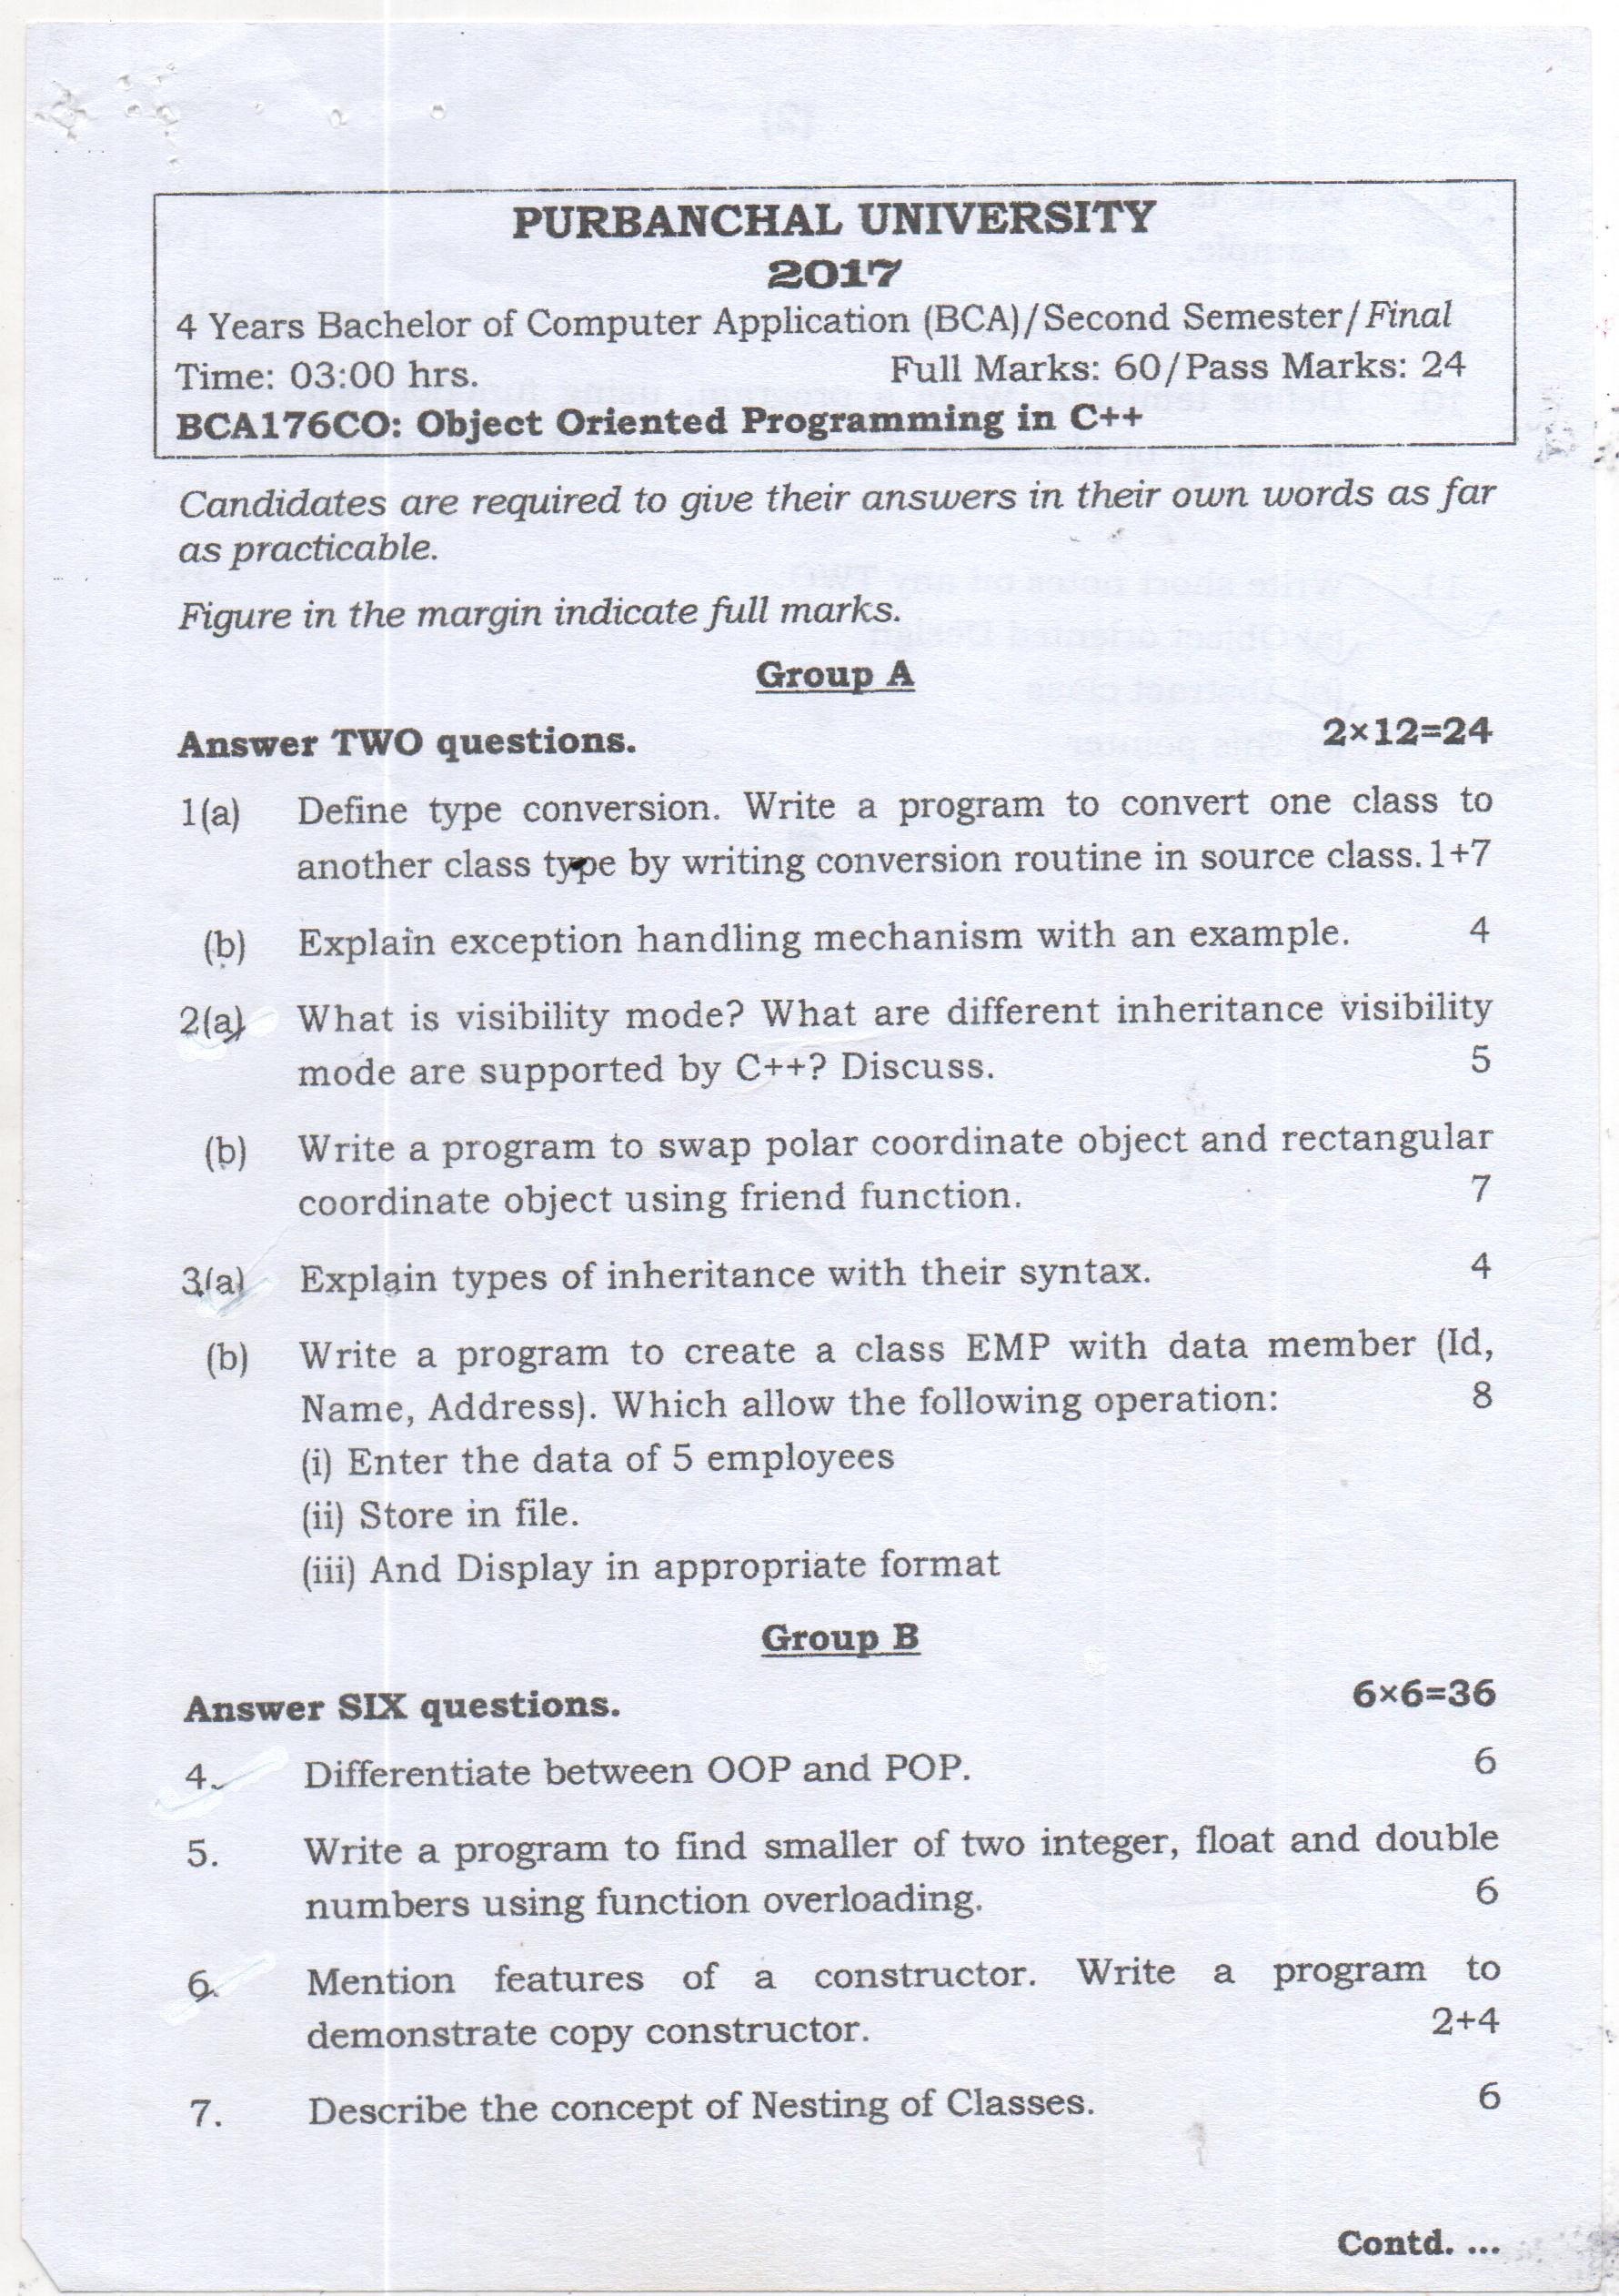 PURBANCHAL UNIVERSITY
2017
4 Years Bachelor of Computer Application (BCA)/Second Semester/Final
Time: 03:00 hrs. Full Marks: 60/Pass Marks: 24
BCA176CO: Object Oriented Programming in C++
Candidates are required to give their answers in their own words as far
as practicable.
Figure in the margin indicate full marks.
Group A
Answer TWO questions. 2×12=24
1(a) Define type conversion. Write a program to convert one class to
another class type by writing conversion routine in source class. 1+7
(b) Explain exception handling mechanism with an example. 4
2(a) What is visibility mode? What are different inheritance visibility
mode are supported by C++? Discuss. 5
(b) Write a program to swap polar coordinate object and rectangular
coordinate object using friend function. 7
3(a) Explain types of inheritance with their syntax. 4
(b) Write a program to create a class EMP with data member (Id,
Name, Address). Which allow the following operation: 8
(i) Enter the data of 5 employees
(ii) Store in file.
(iii) And Display in appropriate format
Group B
Answer SIX questions. 6×6=36
4. Differentiate between OOP and POP. 6
5. Write a program to find smaller of two integer, float and double
numbers using function overloading. 6
6. Mention features of a constructor. Write a program to
demonstrate copy constructor. 2+4
7. Describe the concept of Nesting of Classes. 6
Contd. ...